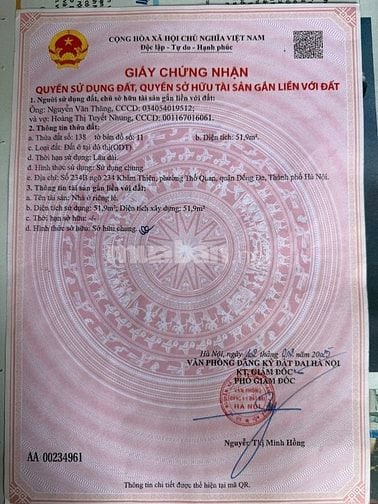 CỘNG HÒA XÃ HỘI CHỦ NGHĨA VIỆT NAM
Độc lập - Tự do - Hạnh phúc
GIẤY CHỨNG NHẬN
QUYỀN SỬ DỤNG ĐẤT, QUYỀN SỞ HỮU TÀI SẢN GẮN LIỀN VỚI ĐẤT
1. Người sử dụng đất, chủ sở hữu tài sản gắn liền với đất:
Ông: Nguyễn Văn Thăng, CCCD: 034054019512;
và vợ: Hoàng Thị Tuyết Nhung, CCCD: 001167016061.
2. Thông tin thửa đất:
a. Thửa đất số: 138 tờ bản đồ số: 11 b. Diện tích: 51,9m².
c. Loại đất: Đất ở tại đô thị (ODT).
d. Thời hạn sử dụng: Lâu dài.
đ. Hình thức sử dụng: Sử dụng chung.
e. Địa chỉ: Số 254B ngõ 234 Khâm Thiên, phường Thổ Quan, quận Đống Đa, Thành phố Hà Nội.
3. Thông tin tài sản gắn liền với đất:
a. Tên tài sản: Nhà ở riêng lẻ.
b. Diện tích sử dụng: 51,9m²; Diện tích xây dựng: 51,9m²
c. Thời hạn sở hữu: -/-
d. Hình thức sở hữu: Sở hữu chung.
muaban
Hà Nội, ngày tháng năm
VĂN PHÒNG ĐĂNG KÝ ĐẤT ĐAI HÀ NỘI
KT. GIÁM ĐỐC
PHÓ GIÁM ĐỐC
VĂN PHÒNG
HÀ NỘI
Nguyễn Thị Minh Hồng
AA 00234961
Thông tin chi tiết được thể hiện tại mã QR.